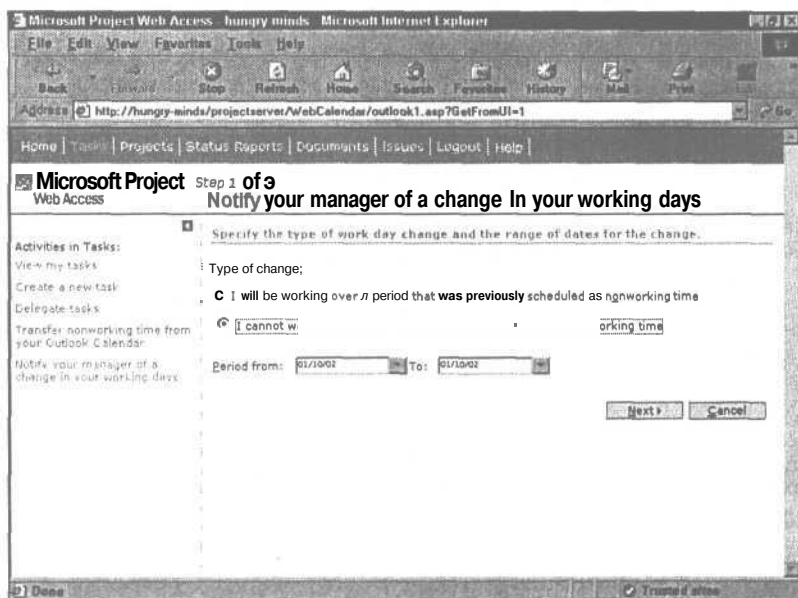 Microsoft Project Web Access - hungry minds - Microsoft Internet Explorer
File Edit View Favorites Tools Help
Back Forward Stop Refresh Home Search Favorites History Mail Print
Address http://hungry-minds/projectserver/WebCalendar/outlook1.asp?GetFromUI=1 Go
Home | Tasks | Projects | Status Reports | Documents | Issues | Logout | Help |
Microsoft Project
Web Access
Step 1 of э
Notify your manager of a change In your working days
Activities in Tasks:
View my tasks
Create a new task
Delegate tasks
Transfer nonworking time from
your Outlook Calendar
Notify your manager of a
change in your working days
Specify the type of work day change and the range of dates for the change.
Type of change;
C I will be working over л period that was previously scheduled as nonworking time
I cannot w orking time
Period from: 01/10/02 To: 01/10/02
Next Cancel
Done Trusted sites